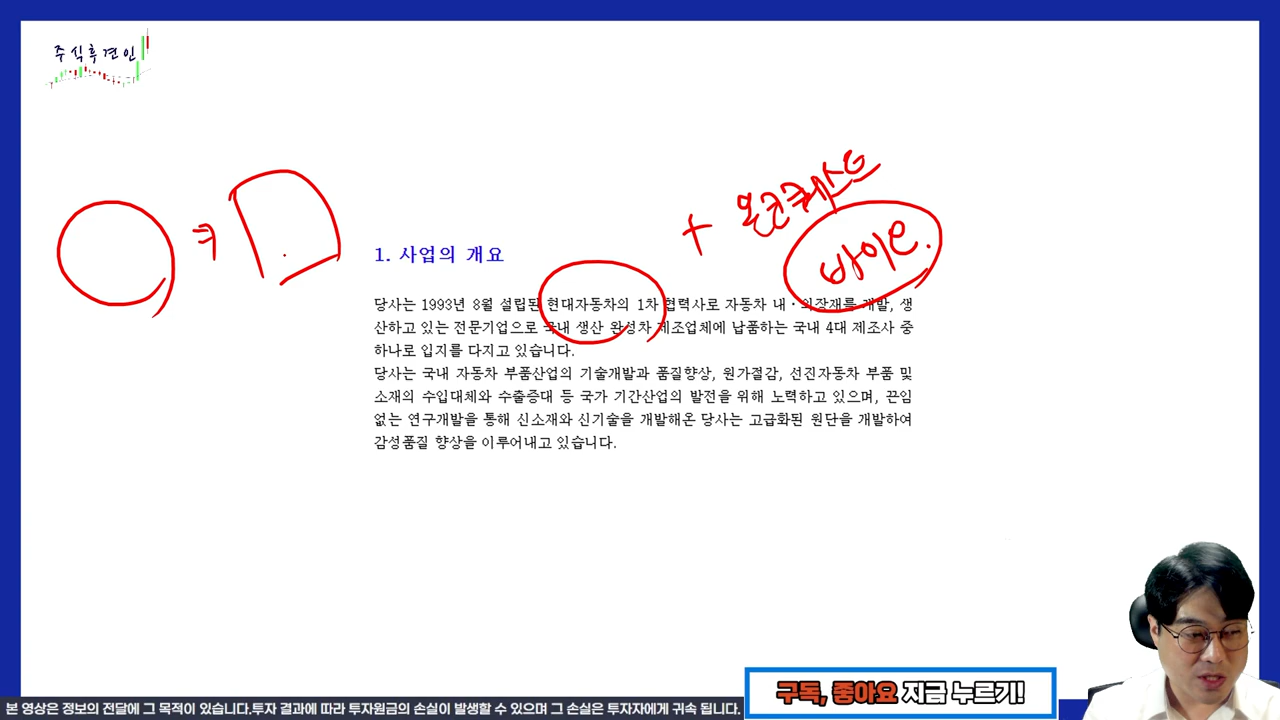 주식후견인
ㅋ
+ 온코퀘스트
바이오.
1. 사업의 개요
당사는 1993년 8월 설립된 현대자동차의 1차 협력사로 자동차 내·외장재를 개발, 생
산하고 있는 전문기업으로 국내 생산 완성차 제조업체에 납품하는 국내 4대 제조사 중
하나로 입지를 다지고 있습니다.
당사는 국내 자동차 부품산업의 기술개발과 품질향상, 원가절감, 선진자동차 부품 및
소재의 수입대체와 수출증대 등 국가 기간산업의 발전을 위해 노력하고 있으며, 끈임
없는 연구개발을 통해 신소재와 신기술을 개발해온 당사는 고급화된 원단을 개발하여
감성품질 향상을 이루어내고 있습니다.
구독, 좋아요 지금 누르기!
본 영상은 정보의 전달에 그 목적이 있습니다.투자 결과에 따라 투자원금의 손실이 발생할 수 있으며 그 손실은 투자자에게 귀속 됩니다.